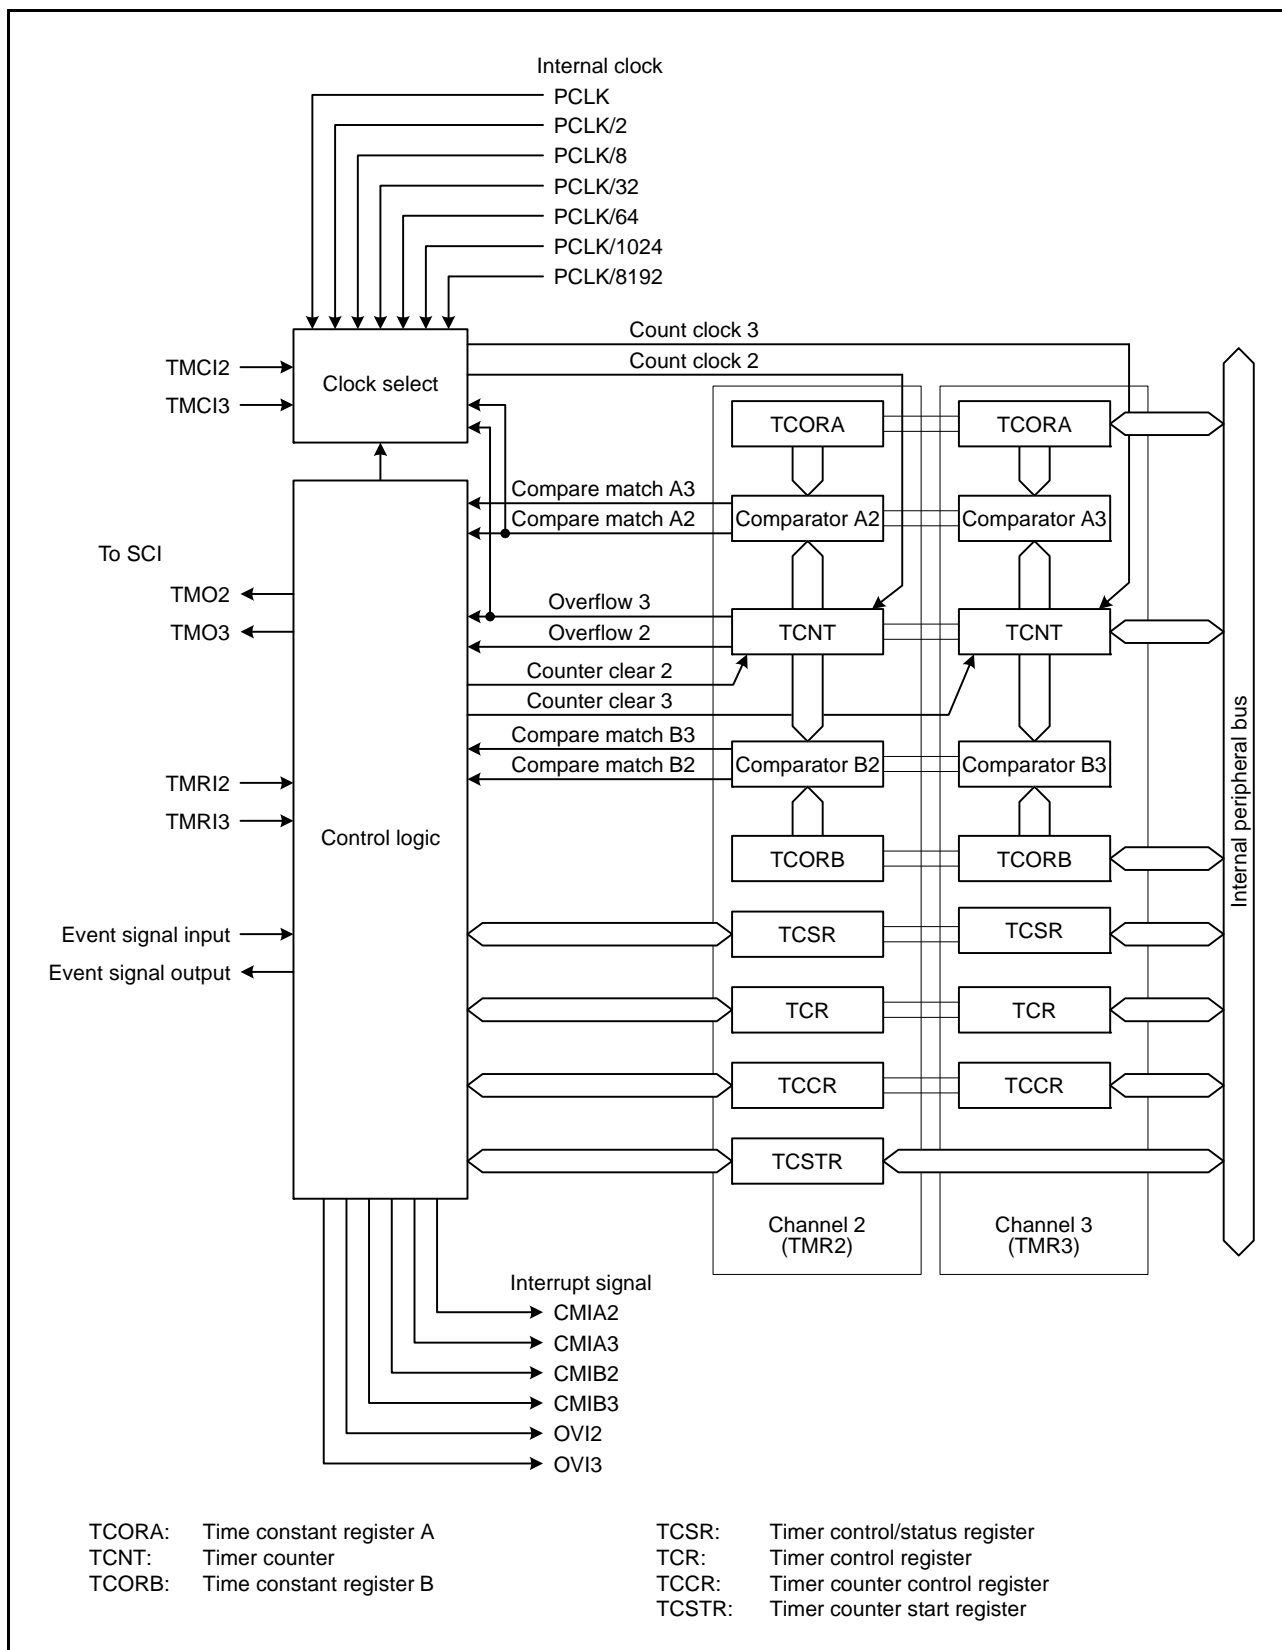 Internal clock
PCLK
PCLK/2
PCLK/8
PCLK/32
PCLK/64
PCLK/1024
PCLK/8192
Count clock 3
Count clock 2
TMCI2
TMCI3
Clock select
TCORA
TCORA
Compare match A3
Compare match A2
Comparator A2
Comparator A3
To SCI
TMO2
TMO3
Overflow 3
Overflow 2
TCNT
TCNT
Counter clear 2
Counter clear 3
Compare match B3
Compare match B2
Comparator B2
Comparator B3
Internal peripheral bus
TMRI2
TMRI3
Control logic
TCORB
TCORB
Event signal input
Event signal output
TCSR
TCSR
TCR
TCR
TCCR
TCCR
TCSTR
Channel 2
(TMR2)
Channel 3
(TMR3)
Interrupt signal
CMIA2
CMIA3
CMIB2
CMIB3
OVI2
OVI3
TCORA: Time constant register A
TCNT: Timer counter
TCORB: Time constant register B
TCSR: Timer control/status register
TCR: Timer control register
TCCR: Timer counter control register
TCSTR: Timer counter start register